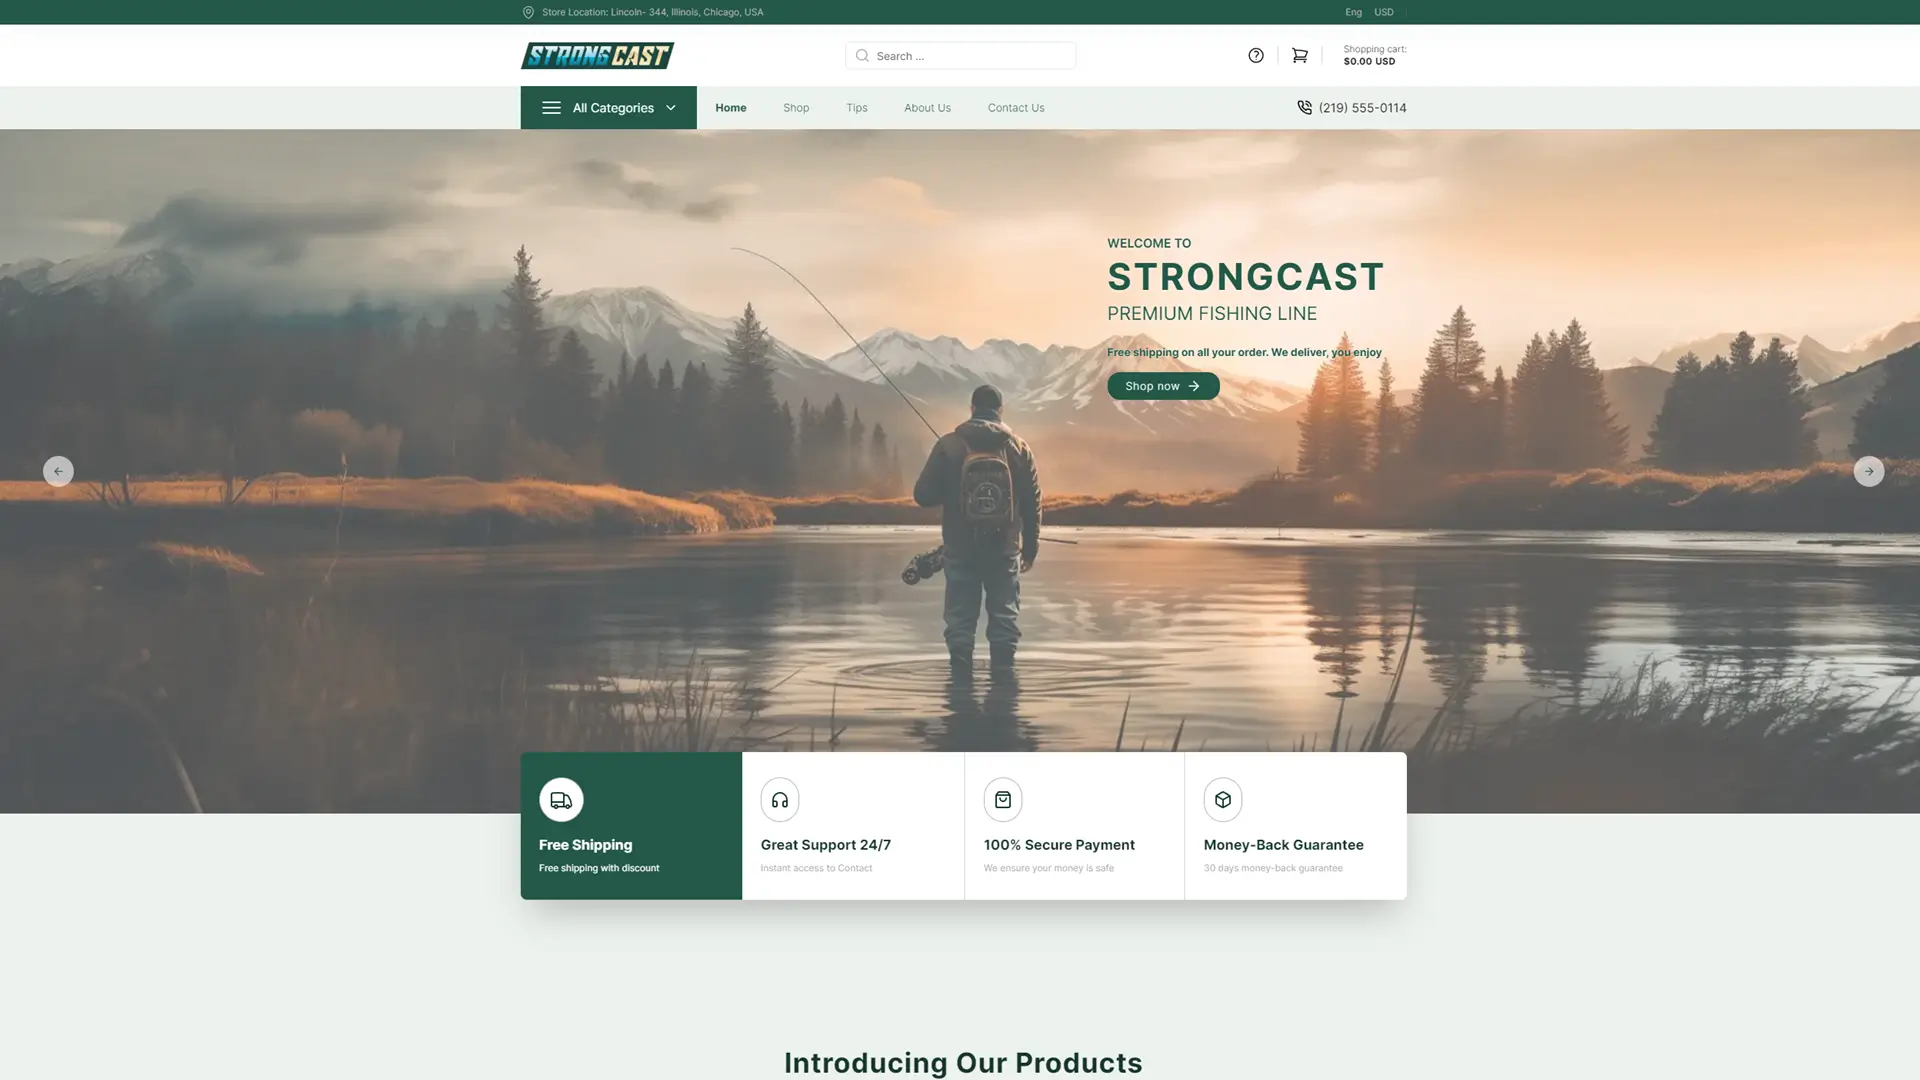 Store Location: Lincoln- 344, Illinois, Chicago, USA
Eng USD
STRONGCAST
Search ...
Shopping cart:
$0.00 USD
All Categories
Home Shop Tips About Us Contact Us
(219) 555-0114
WELCOME TO
STRONGCAST
PREMIUM FISHING LINE
Free shipping on all your order. We deliver, you enjoy
Shop now
Free Shipping
Free shipping with discount
Great Support 24/7
Instant access to Contact
100% Secure Payment
We ensure your money is safe
Money-Back Guarantee
30 days money-back guarantee
Introducing Our Products